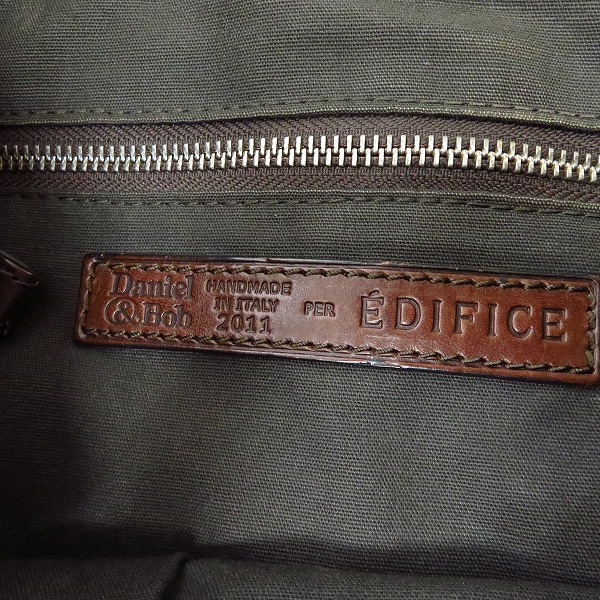 Daniel
& Bob
HANDMADE
IN ITALY
2011
PER
ÉDIFICE